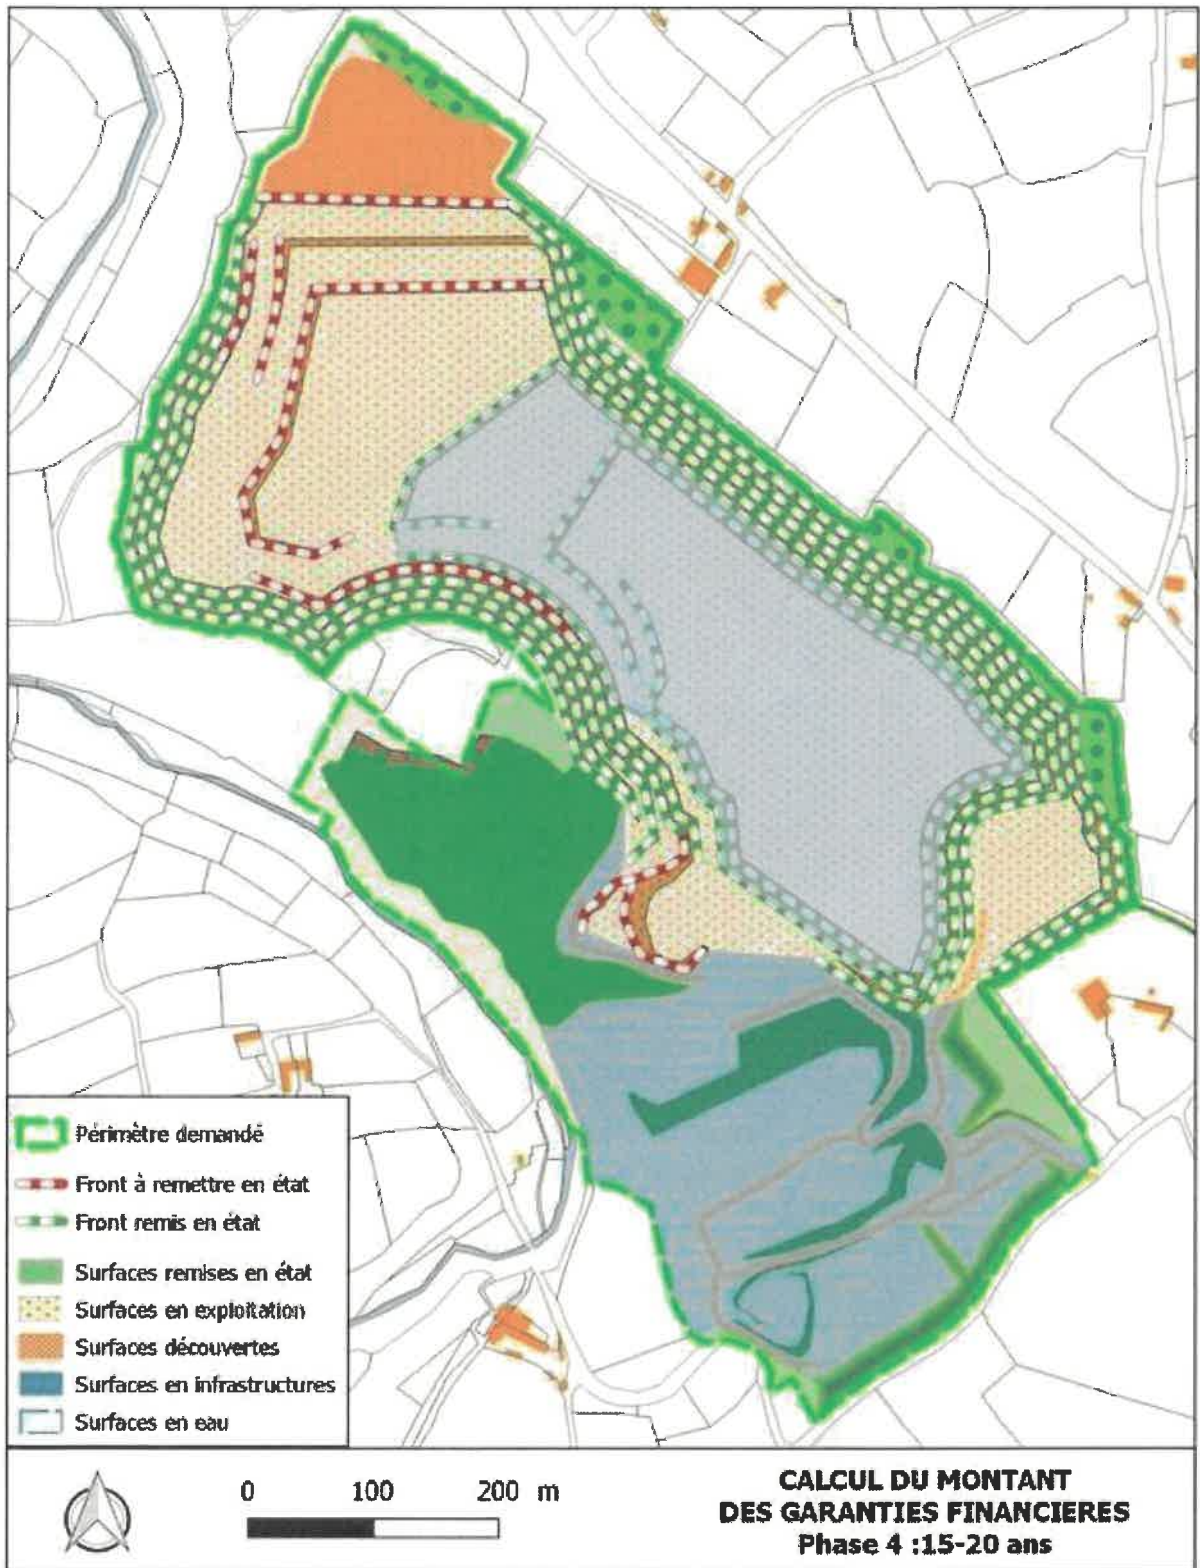 Périmètre demandé
Front à remettre en état
Front remis en état
Surfaces remises en état
Surfaces en exploitation
Surfaces découvertes
Surfaces en infrastructures
Surfaces en eau
0 100 200 m
CALCUL DU MONTANT
DES GARANTIES FINANCIERES
Phase 4 :15-20 ans